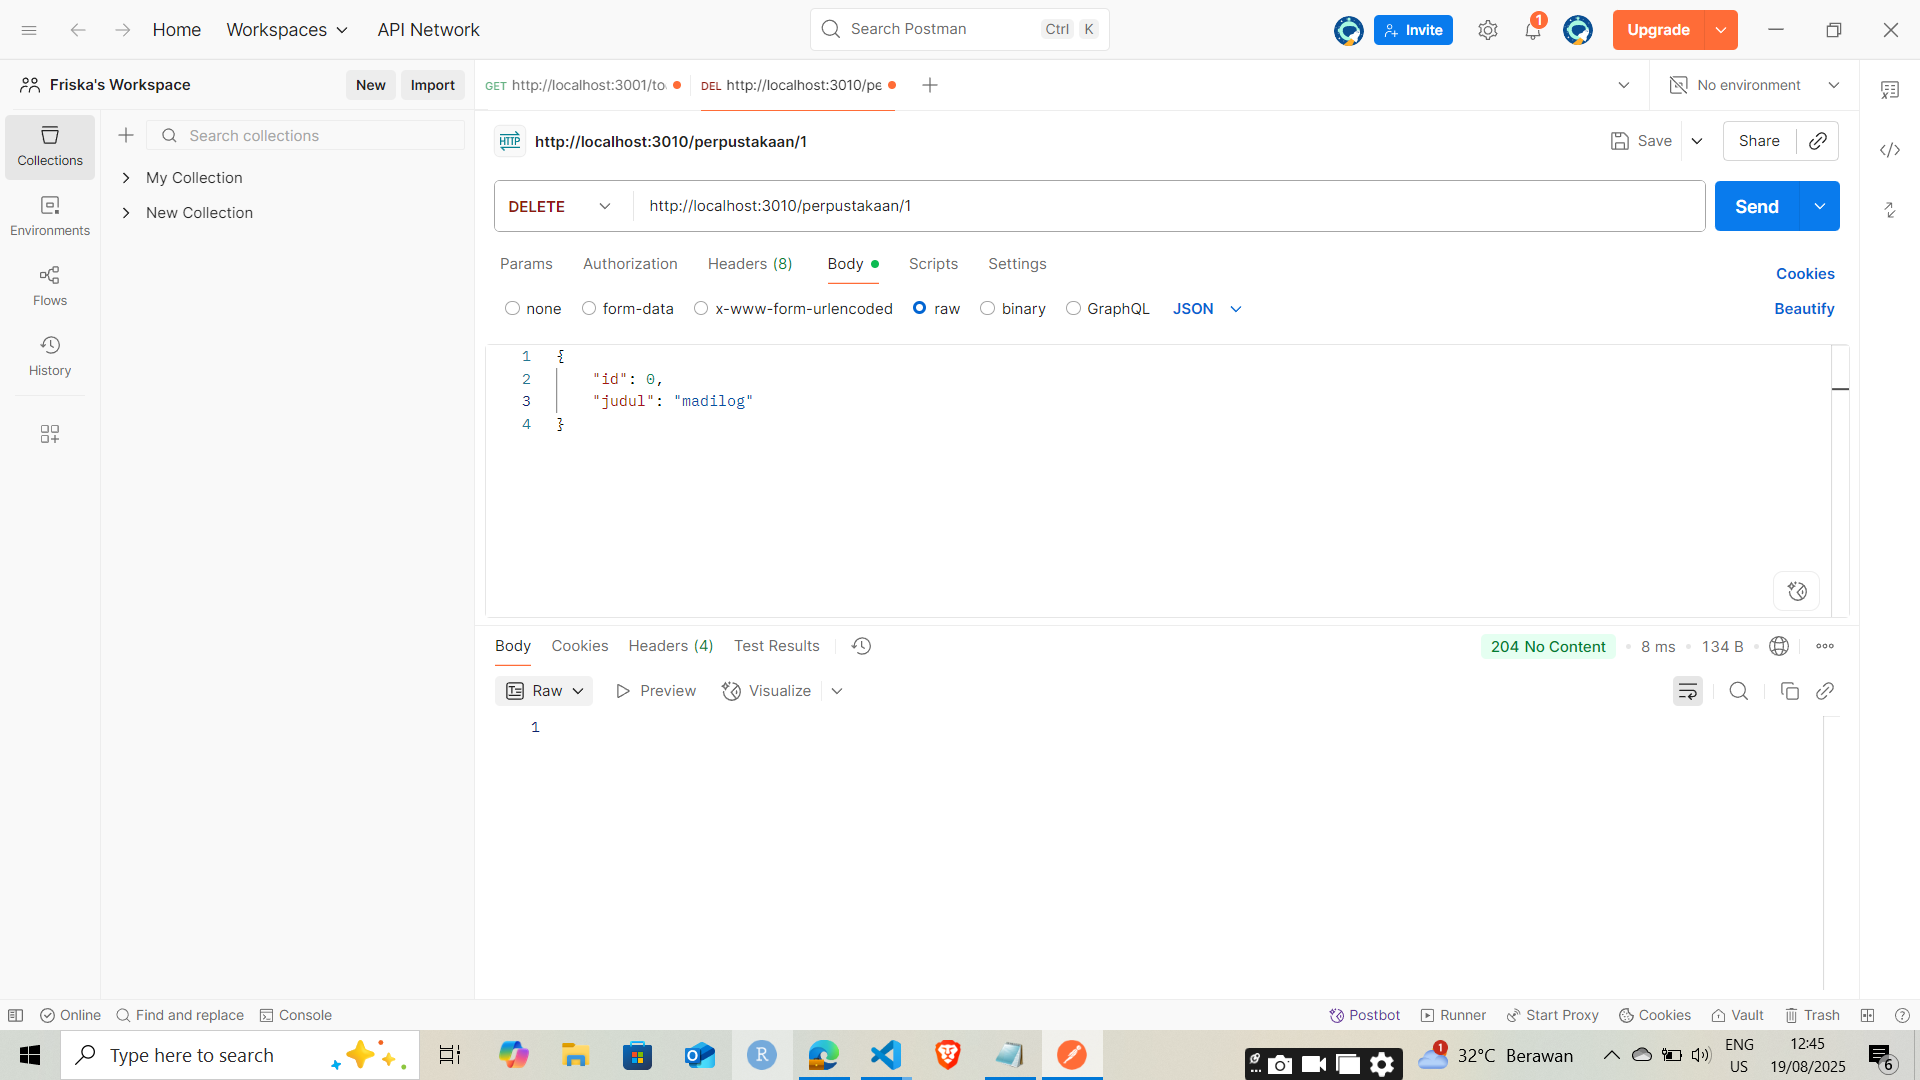 Home
Workspaces
API Network
Search Postman
Ctrl
K
Invite
1
Upgrade
Friska's Workspace
New
Import
GET http://localhost:3001/to
DEL http://localhost:3010/pe
No environment
Collections
Environments
Flows
History
Search collections
My Collection
New Collection
HTTP
http://localhost:3010/perpustakaan/1
Save
Share
DELETE
http://localhost:3010/perpustakaan/1
Send
Params
Authorization
Headers (8)
Body
Scripts
Settings
Cookies
none
form-data
x-www-form-urlencoded
raw
binary
GraphQL
JSON
Beautify
1 {
2 "id": 0,
3 "judul": "madilog"
4 }
Body
Cookies
Headers (4)
Test Results
204 No Content
8 ms
134 B
Raw
Preview
Visualize
1
Online
Find and replace
Console
Postbot
Runner
Start Proxy
Cookies
Vault
Trash
Type here to search
R
1
32°C Berawan
ENG
US
12:45
19/08/2025
6